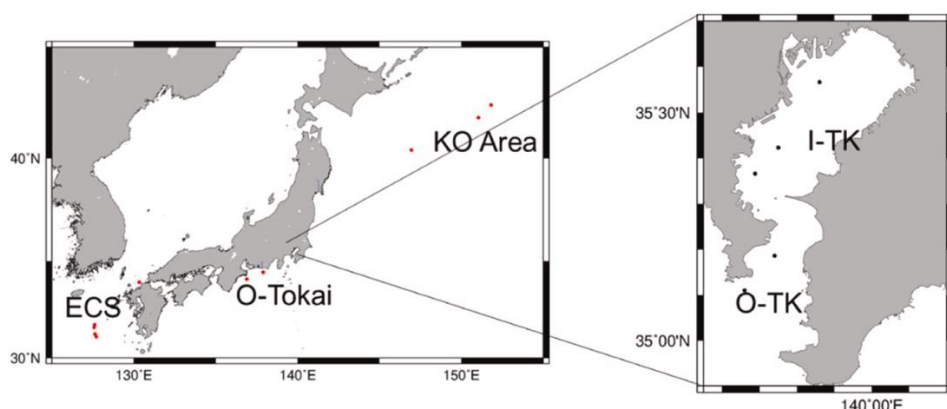 40˚N
30˚N
130˚E
140˚E
150˚E
KO Area
ECS
O-Tokai
35˚30'N
35˚00'N
140˚00'E
I-TK
O-TK